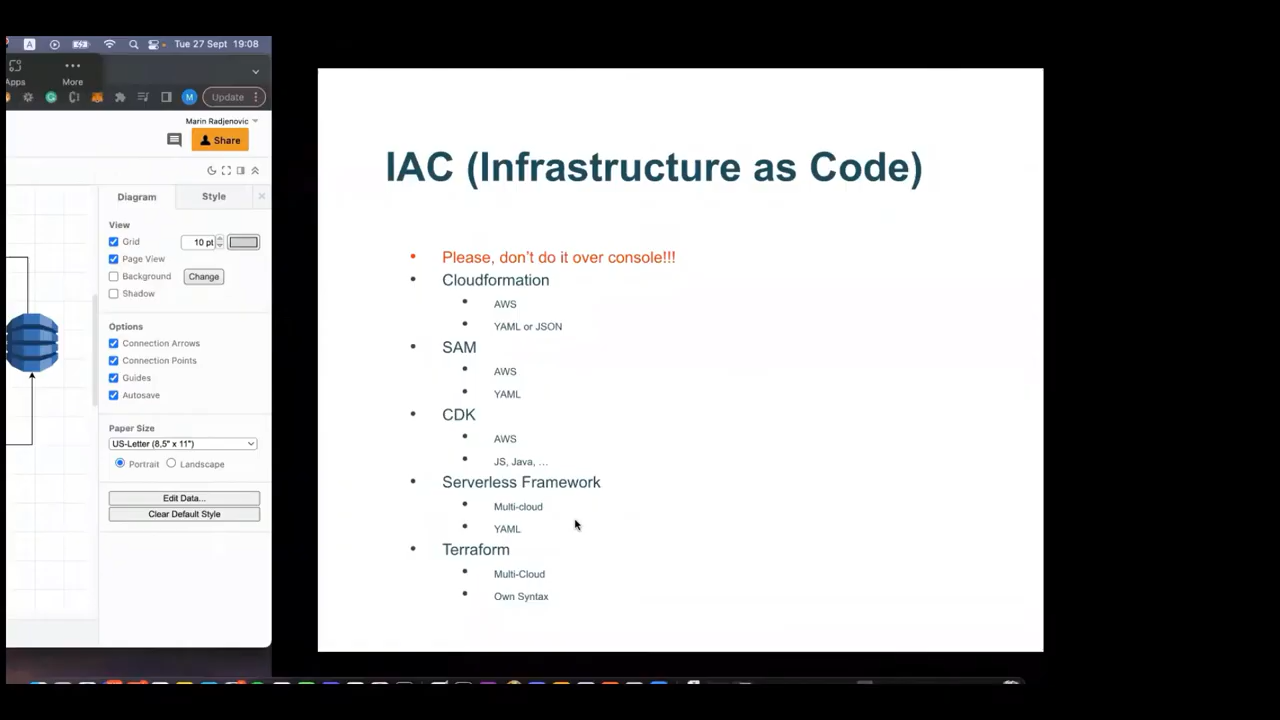 A
Tue 27 Sept 19:08
Apps
More
M
Update
Marin Radjenovic
Share
Diagram
Style
View
Grid
10 pt
Page View
Background
Change
Shadow
Options
Connection Arrows
Connection Points
Guides
Autosave
Paper Size
US-Letter (8,5" x 11")
Portrait
Landscape
Edit Data...
Clear Default Style
IAC (Infrastructure as Code)
• Please, don't do it over console!!!
• Cloudformation
• AWS
• YAML or JSON
• SAM
• AWS
• YAML
• CDK
• AWS
• JS, Java, …
• Serverless Framework
• Multi-cloud
• YAML
• Terraform
• Multi-Cloud
• Own Syntax